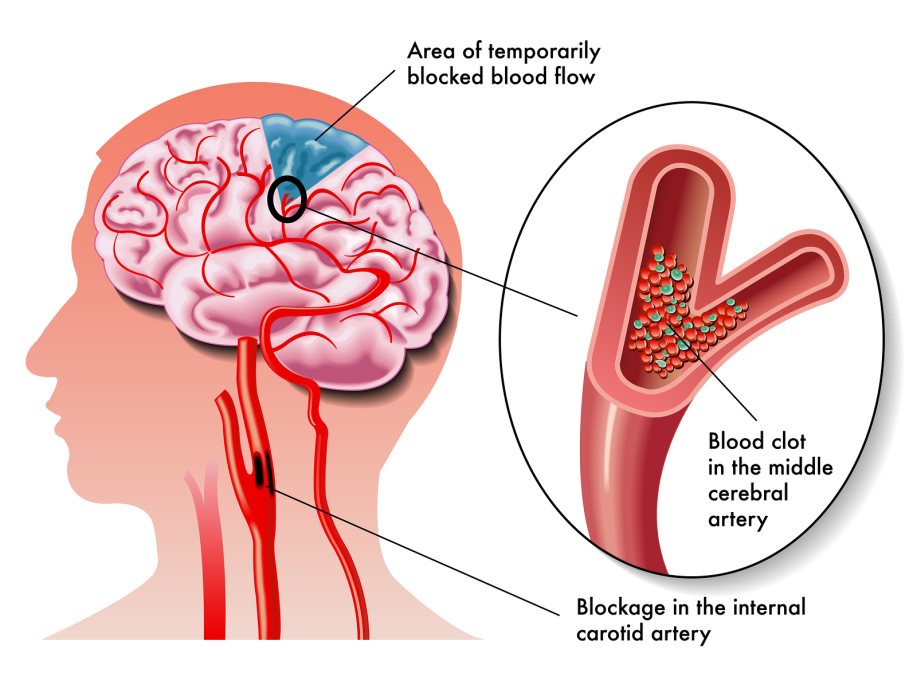 Area of temporarily
blocked blood flow
Blood clot
in the middle
cerebral
artery
Blockage in the internal
carotid artery